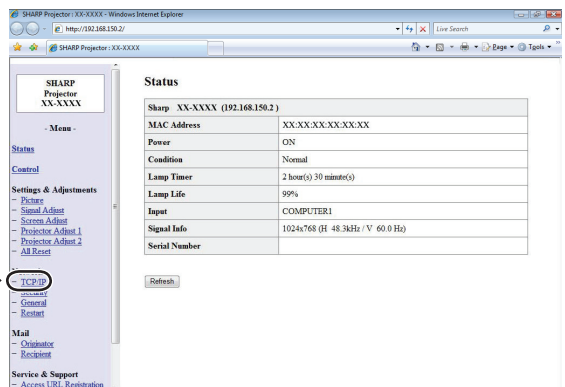 SHARP Projector : XX-XXXX - Windows Internet Explorer
http://192.168.150.2/
Live Search
SHARP Projector : XX-XXXX
Page
Tools
SHARP
Projector
XX-XXXX
- Menu -
Status
Control
Settings & Adjustments
- Picture
- Signal Adjust
- Screen Adjust
- Projector Adjust 1
- Projector Adjust 2
- All Reset
- TCP/IP
- Security
- General
- Restart
Mail
- Originator
- Recipient
Service & Support
- Access URL Registration
Status
Sharp XX-XXXX (192.168.150.2 )
MAC Address XX:XX:XX:XX:XX:XX
Power ON
Condition Normal
Lamp Timer 2 hour(s) 30 minute(s)
Lamp Life 99%
Input COMPUTER1
Signal Info 1024x768 (H 48.3kHz / V 60.0 Hz)
Serial Number
Refresh